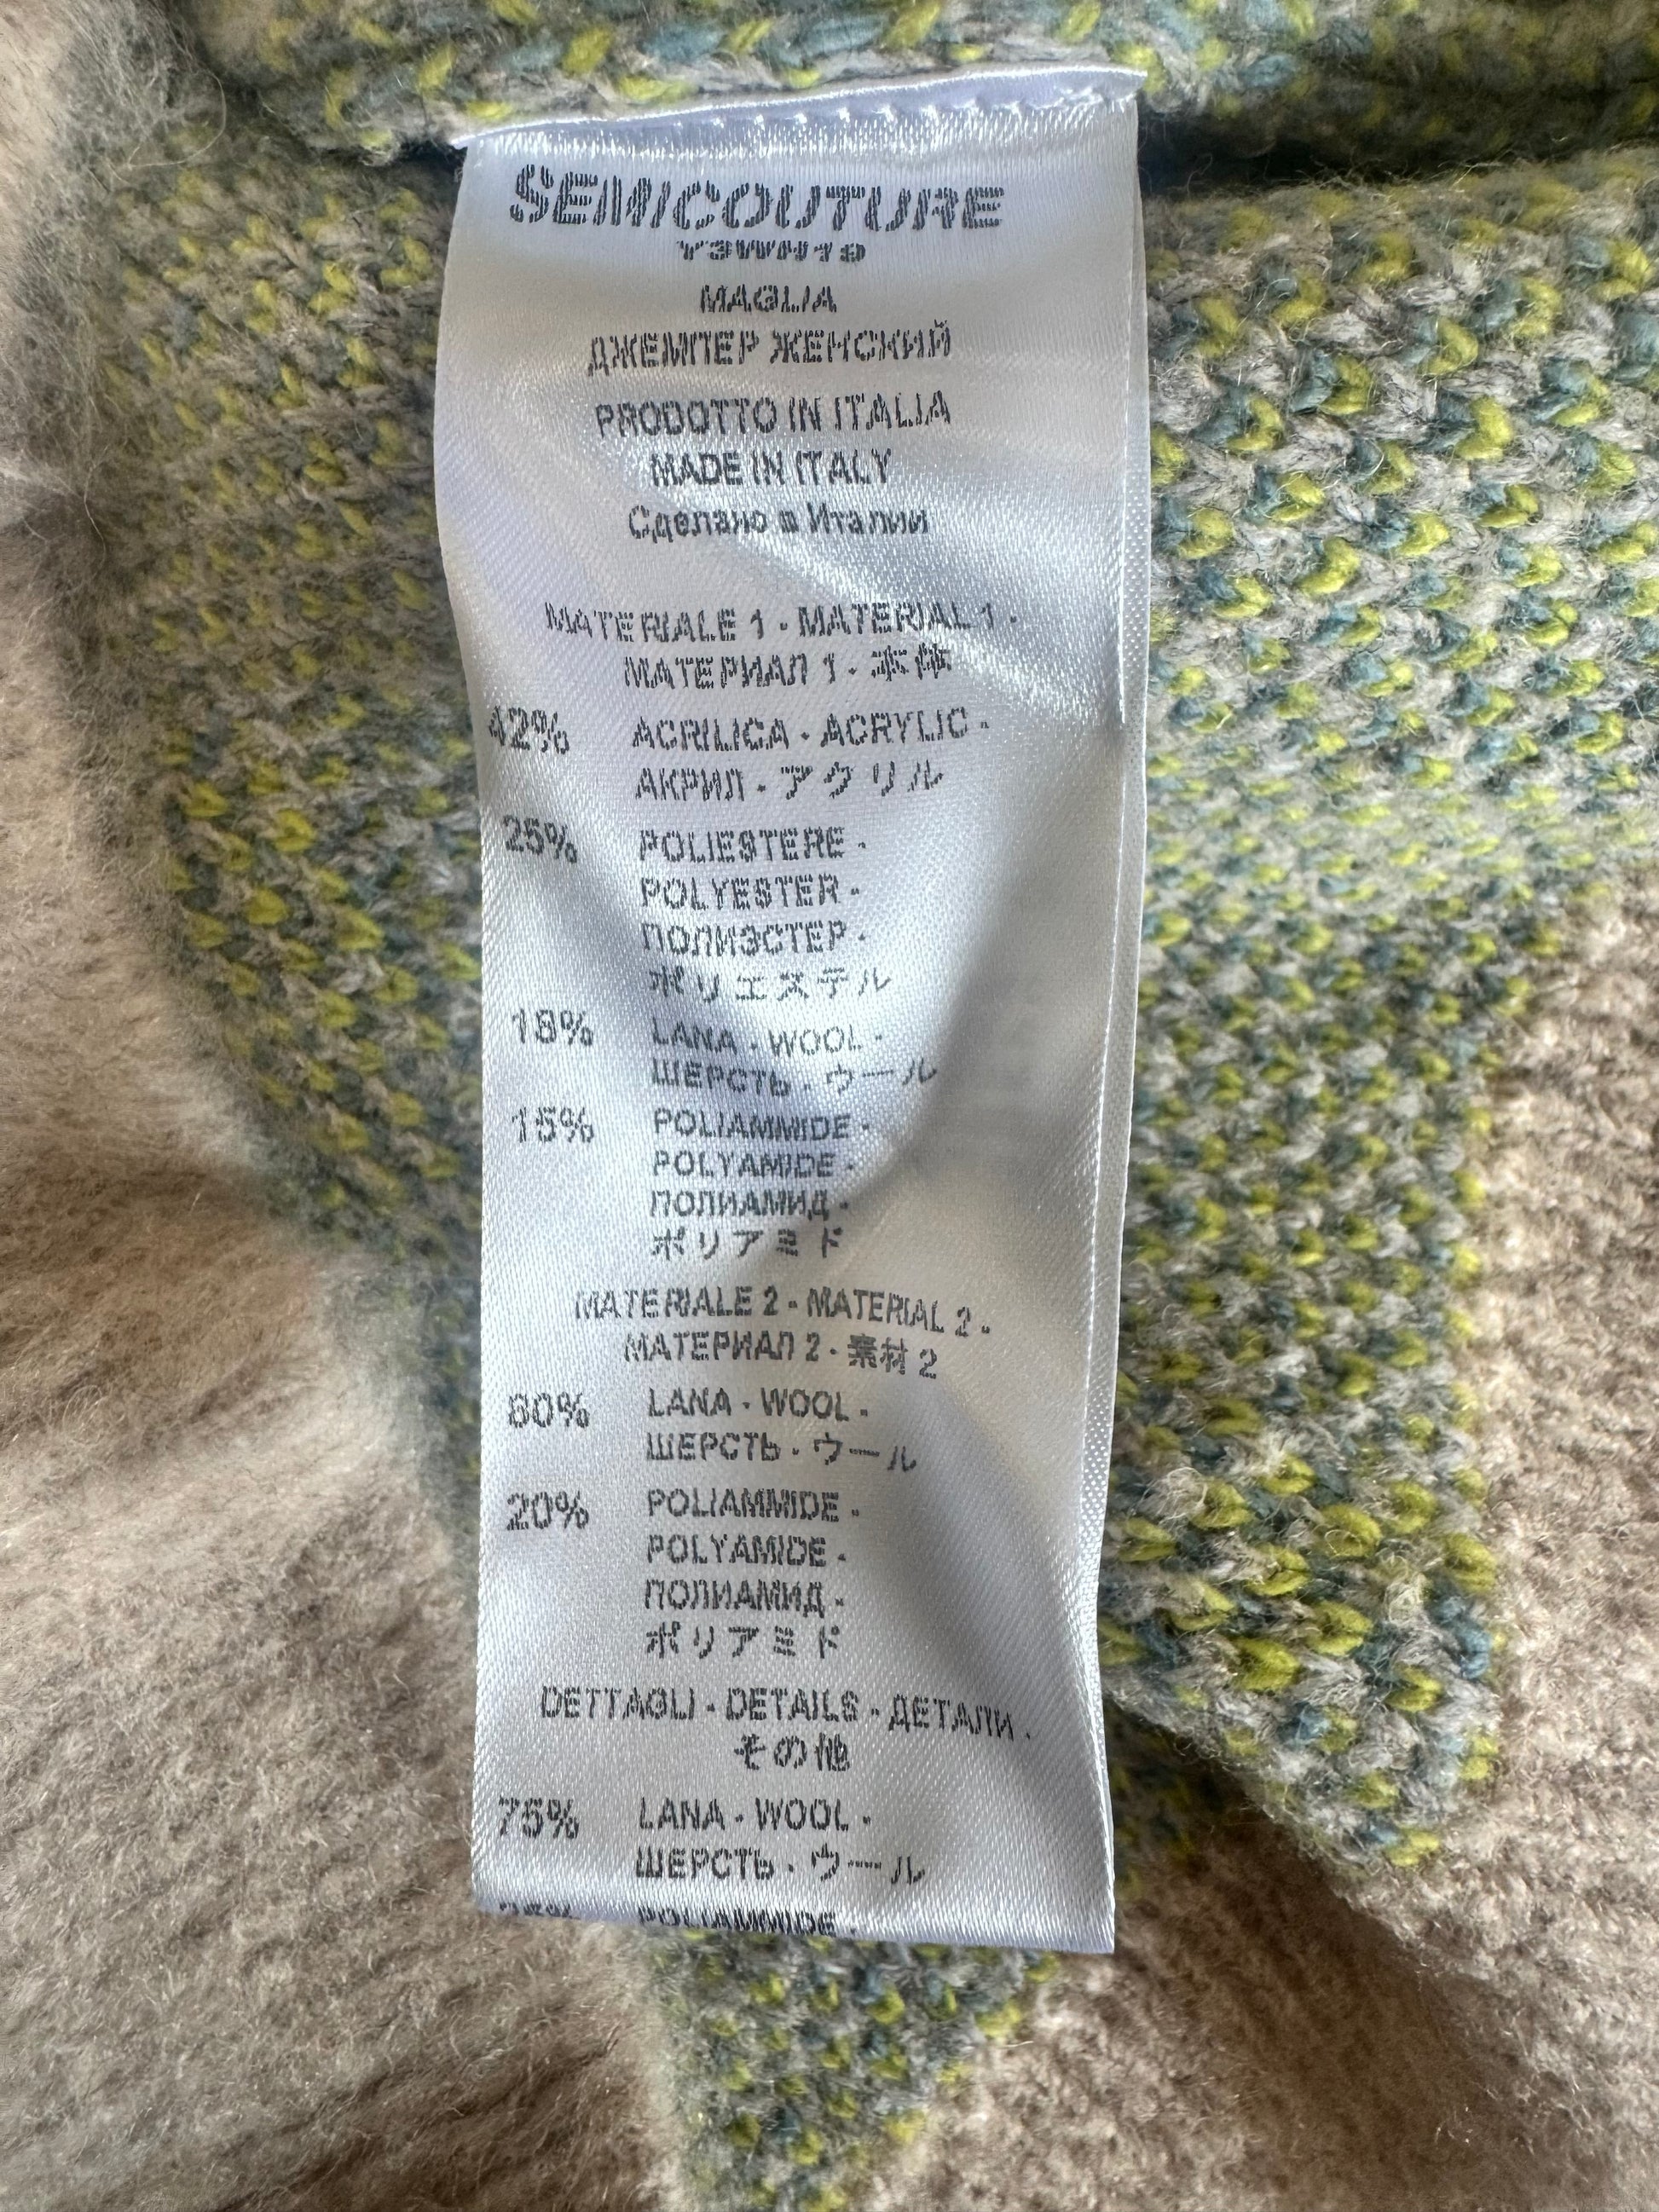 SEMICOUTURE
Y3WH19
MAGLIA
ДЖЕМПЕР ЖЕНСКИЙ
PRODOTTO IN ITALIA
MADE IN ITALY
Сделано в Италии
MATERIALE 1 - MATERIAL 1 -
МАТЕРИАЛ 1 -
42% ACRILICA - ACRYLIC -
АКРИЛ - アクリル
25% POLIESTERE -
POLYESTER -
ПОЛИЭСТЕР -
ポリエステル
18% LANA - WOOL -
ШЕРСТЬ - ウール
15% POLIAMMIDE -
POLYAMIDE -
ПОЛИАМИД -
ポリアミド
MATERIALE 2 - MATERIAL 2 -
МАТЕРИАЛ 2 - 素材 2
80% LANA - WOOL -
ШЕРСТЬ - ウール
20% POLIAMMIDE -
POLYAMIDE -
ПОЛИАМИД -
ポリアミド
DETTAGLI - DETAILS - ДЕТАЛИ -
その他
75% LANA - WOOL -
ШЕРСТЬ - ウール
25% POLIAMMIDE -